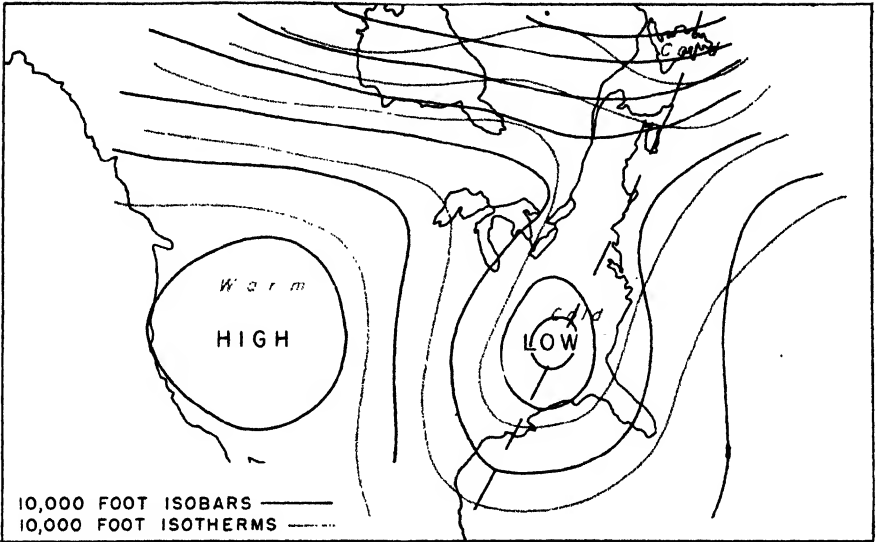 Warm
HIGH
Cold
LOW
10,000 FOOT ISOBARS
10,000 FOOT ISOTHERMS